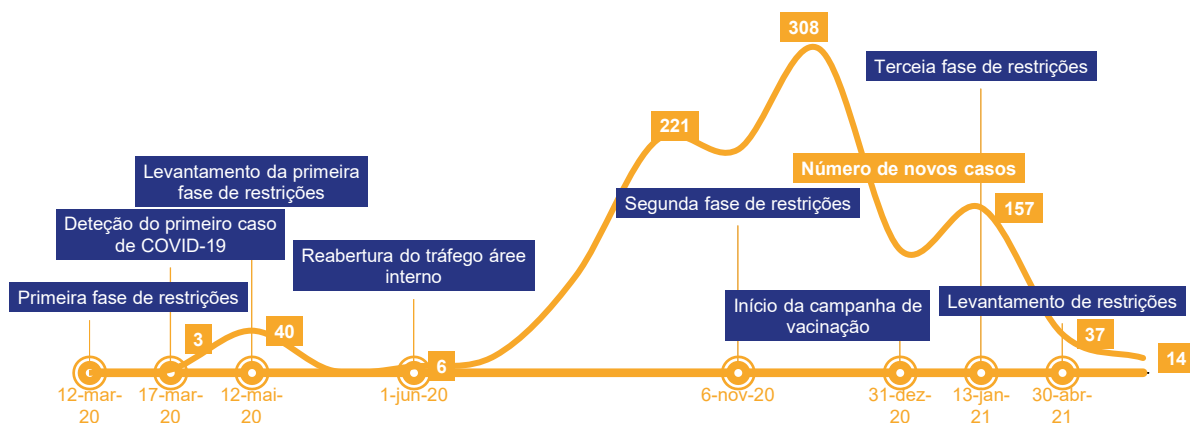 308
Terceia fase de restrições
221
Levantamento da primeira
fase de restrições
Número de novos casos
Segunda fase de restrições
157
Deteção do primeiro caso
de COVID-19
Reabertura do tráfego áree
interno
Primeira fase de restrições
Início da campanha de
vacinação
Levantamento de restrições
3
40
6
37
14
12-mar-
20
17-mar-
20
12-mai-
20
1-jun-20
6-nov-20
31-dez-
20
13-jan-
21
30-abr-
21